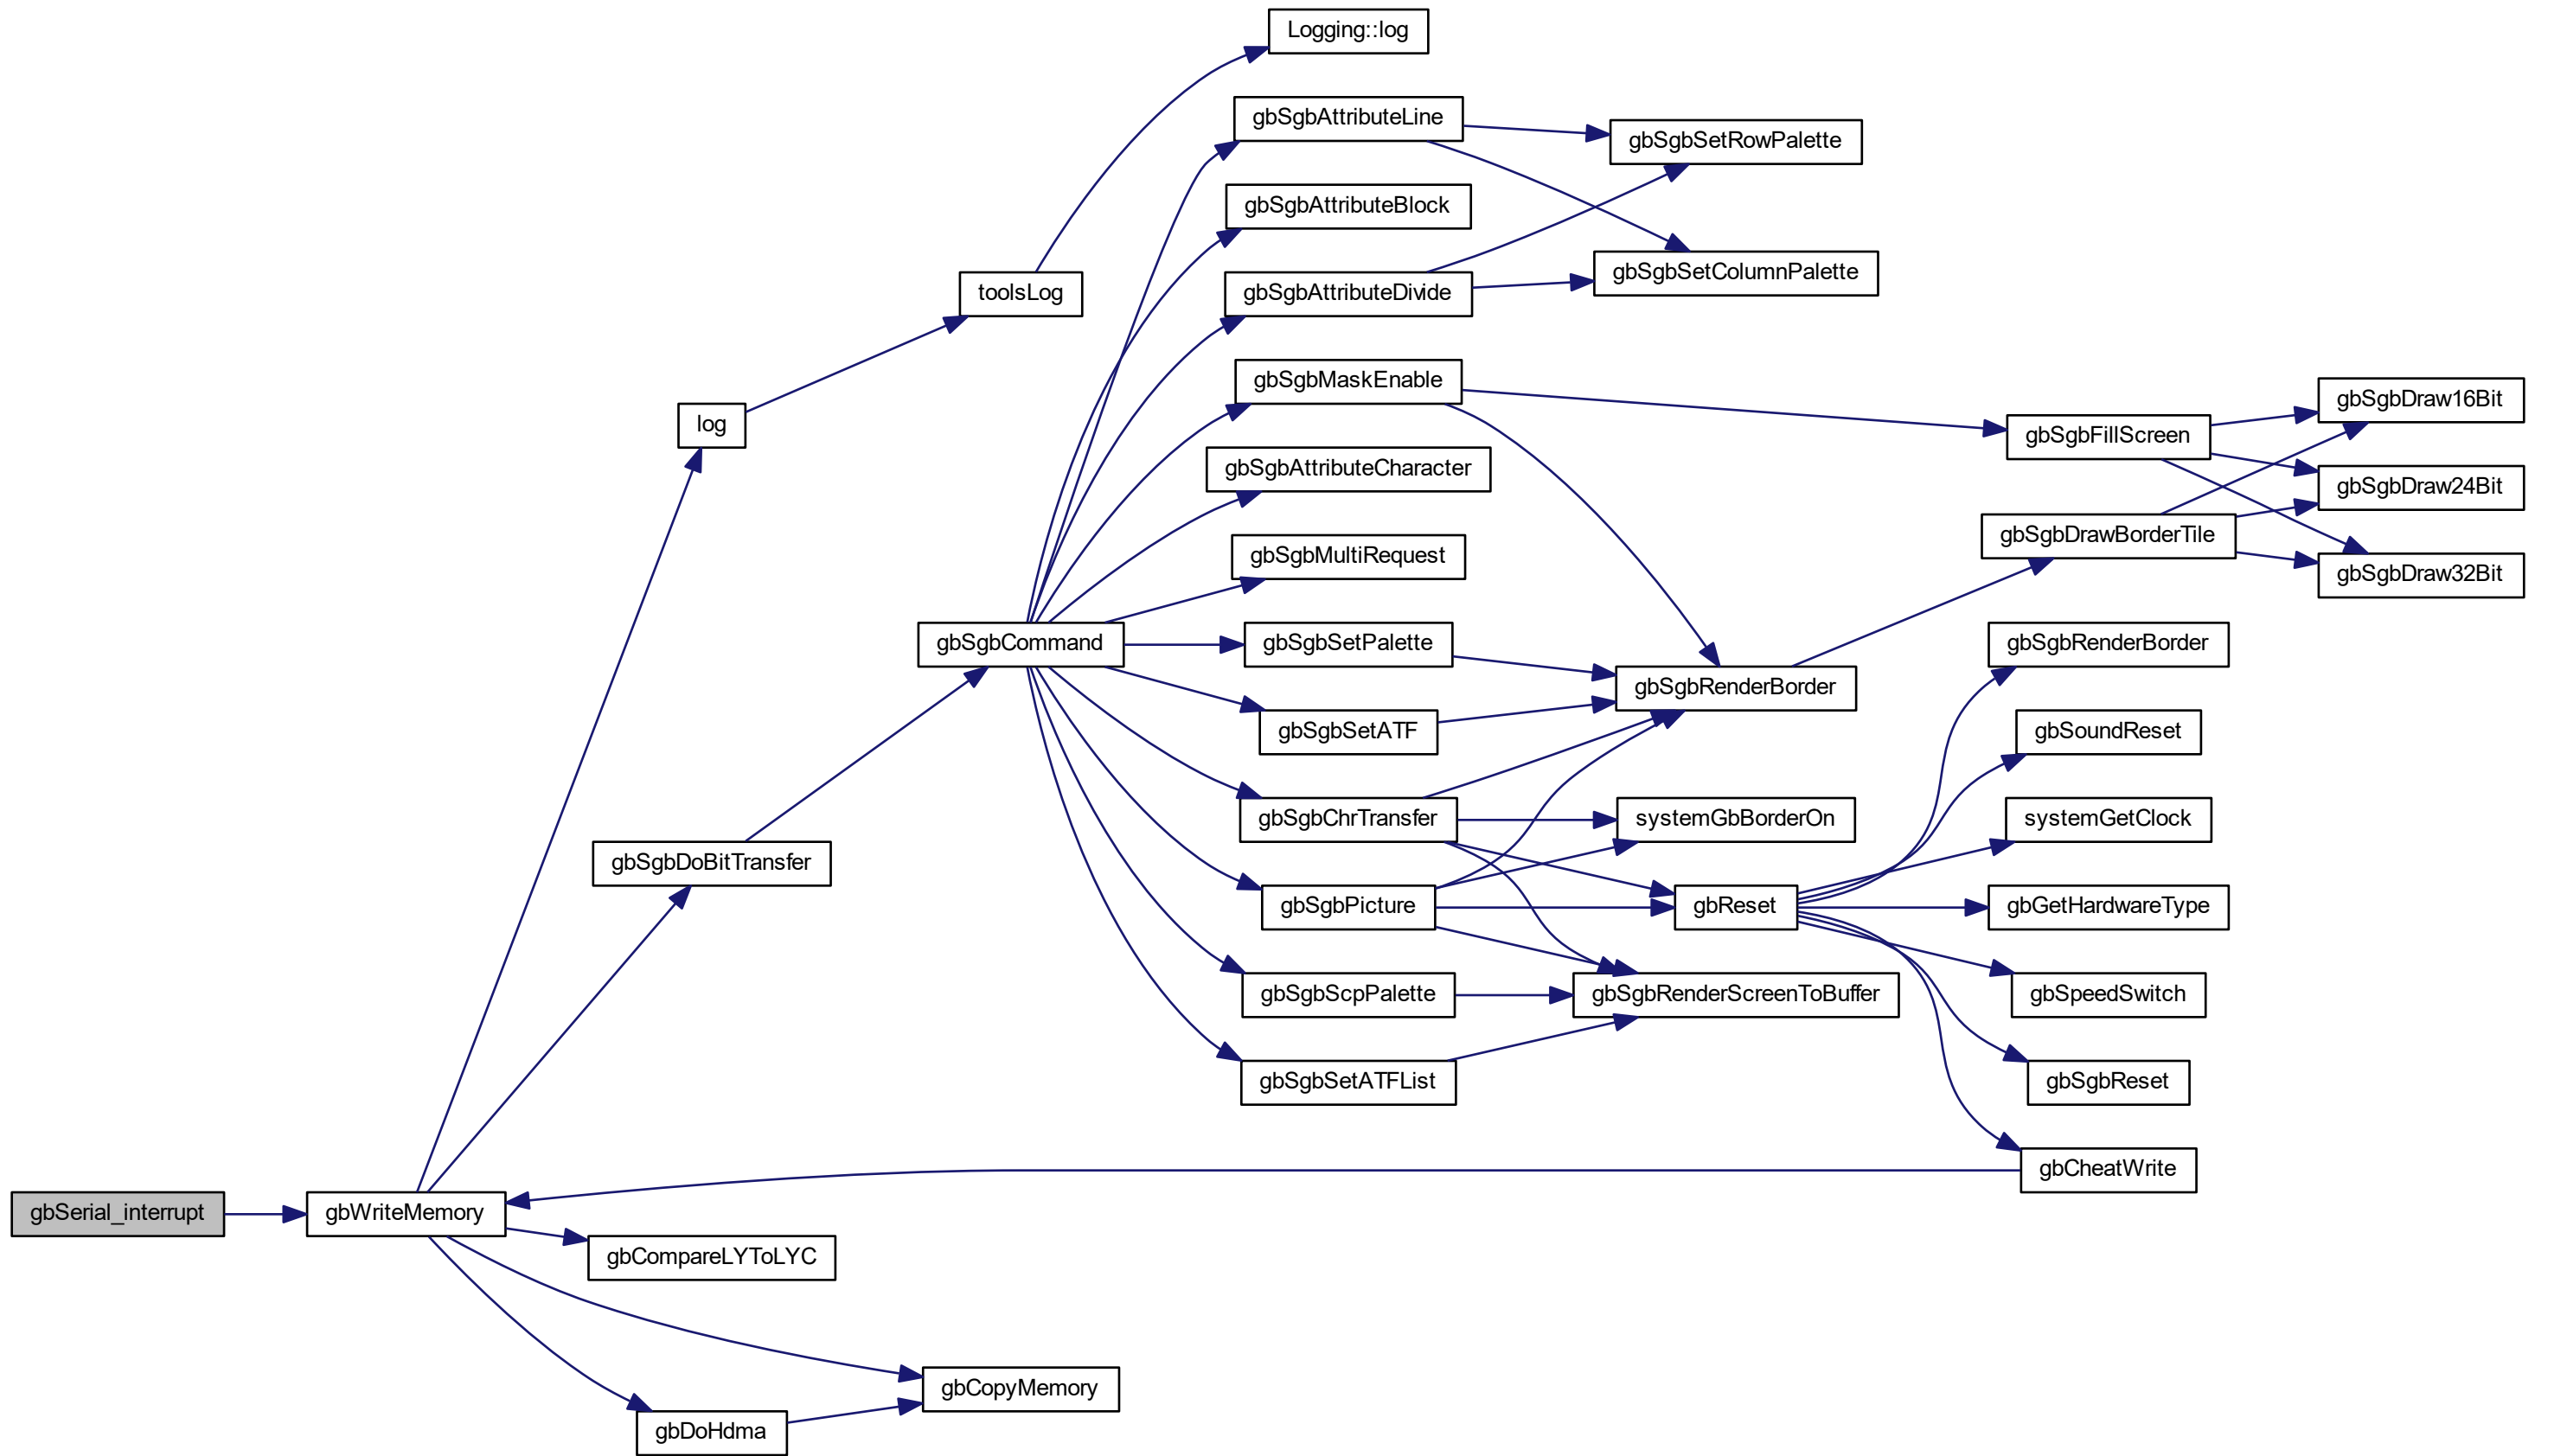 Logging::log
gbSgbAttributeLine
gbSgbSetRowPalette
gbSgbAttributeBlock
gbSgbSetColumnPalette
toolsLog
gbSgbAttributeDivide
gbSgbMaskEnable
gbSgbDraw16Bit
log
gbSgbFillScreen
gbSgbAttributeCharacter
gbSgbDraw24Bit
gbSgbDrawBorderTile
gbSgbMultiRequest
gbSgbDraw32Bit
gbSgbCommand
gbSgbSetPalette
gbSgbRenderBorder
gbSgbRenderBorder
gbSgbSetATF
gbSoundReset
gbSgbChrTransfer
systemGbBorderOn
systemGetClock
gbSgbDoBitTransfer
gbSgbPicture
gbReset
gbGetHardwareType
gbSgbScpPalette
gbSgbRenderScreenToBuffer
gbSpeedSwitch
gbSgbSetATFList
gbSgbReset
gbCheatWrite
gbSerial_interrupt
gbWriteMemory
gbCompareLYToLYC
gbCopyMemory
gbDoHdma